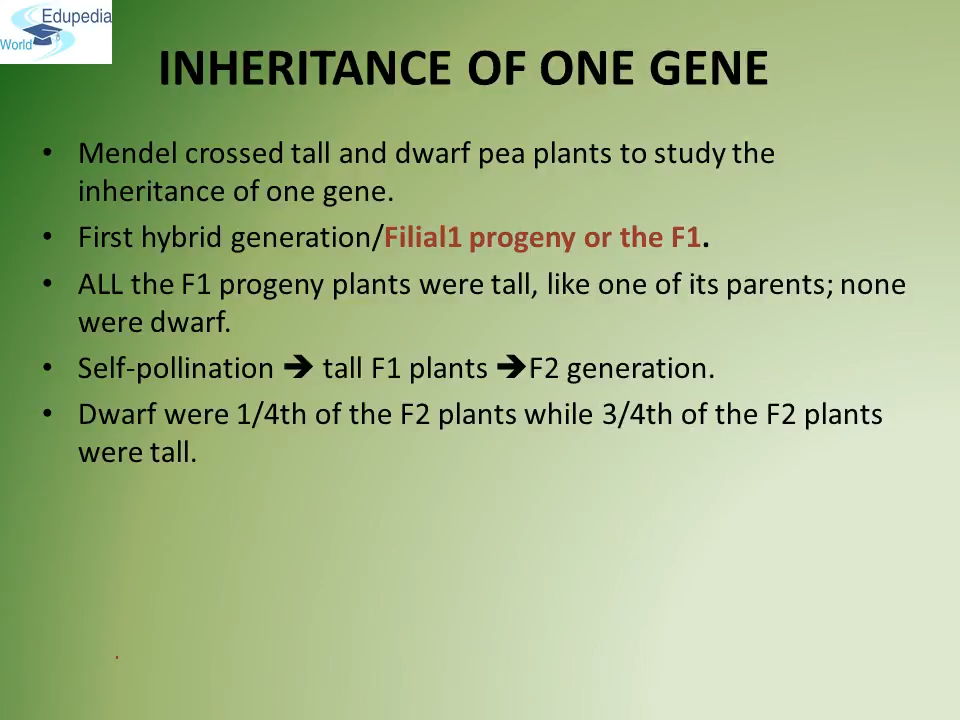 Edupedia
World
INHERITANCE OF ONE GENE
• Mendel crossed tall and dwarf pea plants to study the
inheritance of one gene.
• First hybrid generation/Filial1 progeny or the F1.
• ALL the F1 progeny plants were tall, like one of its parents; none
were dwarf.
• Self-pollination 🡺 tall F1 plants 🡺F2 generation.
• Dwarf were 1/4th of the F2 plants while 3/4th of the F2 plants
were tall.
.